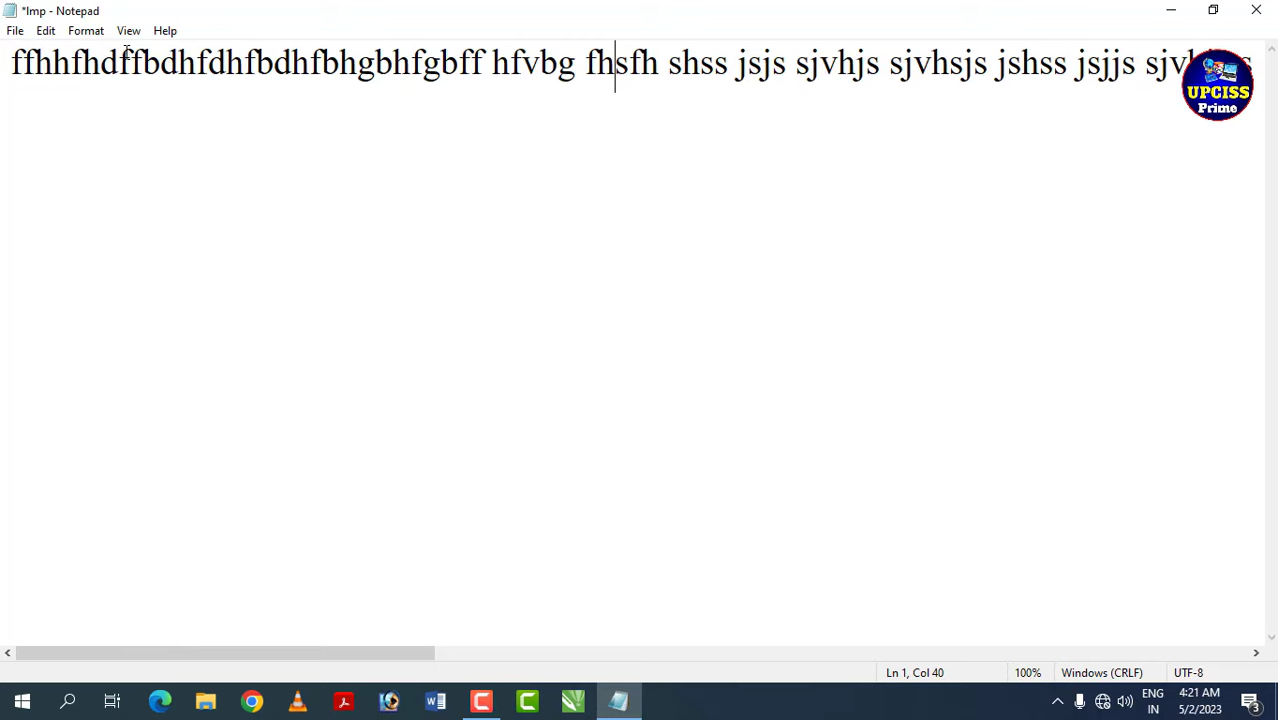 *Imp - Notepad
File Edit Format View Help
ffhhfhdffbdhfdhfbdhfbhgbhfgbff hfvbg fhsfh shss jsjs sjvhjs sjvhsjs jshss jsjjs
UPCISS
Prime
Ln 1, Col 40 100% Windows (CRLF) UTF-8
ENG 4:21 AM
IN 5/2/2023 3